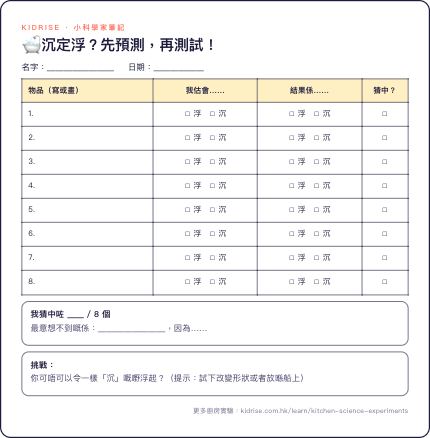 KIDRISE · 小科學家筆記
沉定浮？先預測，再測試！
名字：______________ 日期：__________
物品（寫或畫） 我估會…… 結果係…… 猜中？
1. □ 浮 □ 沉 □ 浮 □ 沉 □
2. □ 浮 □ 沉 □ 浮 □ 沉 □
3. □ 浮 □ 沉 □ 浮 □ 沉 □
4. □ 浮 □ 沉 □ 浮 □ 沉 □
5. □ 浮 □ 沉 □ 浮 □ 沉 □
6. □ 浮 □ 沉 □ 浮 □ 沉 □
7. □ 浮 □ 沉 □ 浮 □ 沉 □
8. □ 浮 □ 沉 □ 浮 □ 沉 □
我猜中咗 ____ / 8 個
最意想不到嘅係：______________，因為……
挑戰：
你可唔可以令一樣「沉」嘅嘢浮起？（提示：試下改變形狀或者放喺船上）
更多廚房實驗：kidrise.com.hk/learn/kitchen-science-experiments